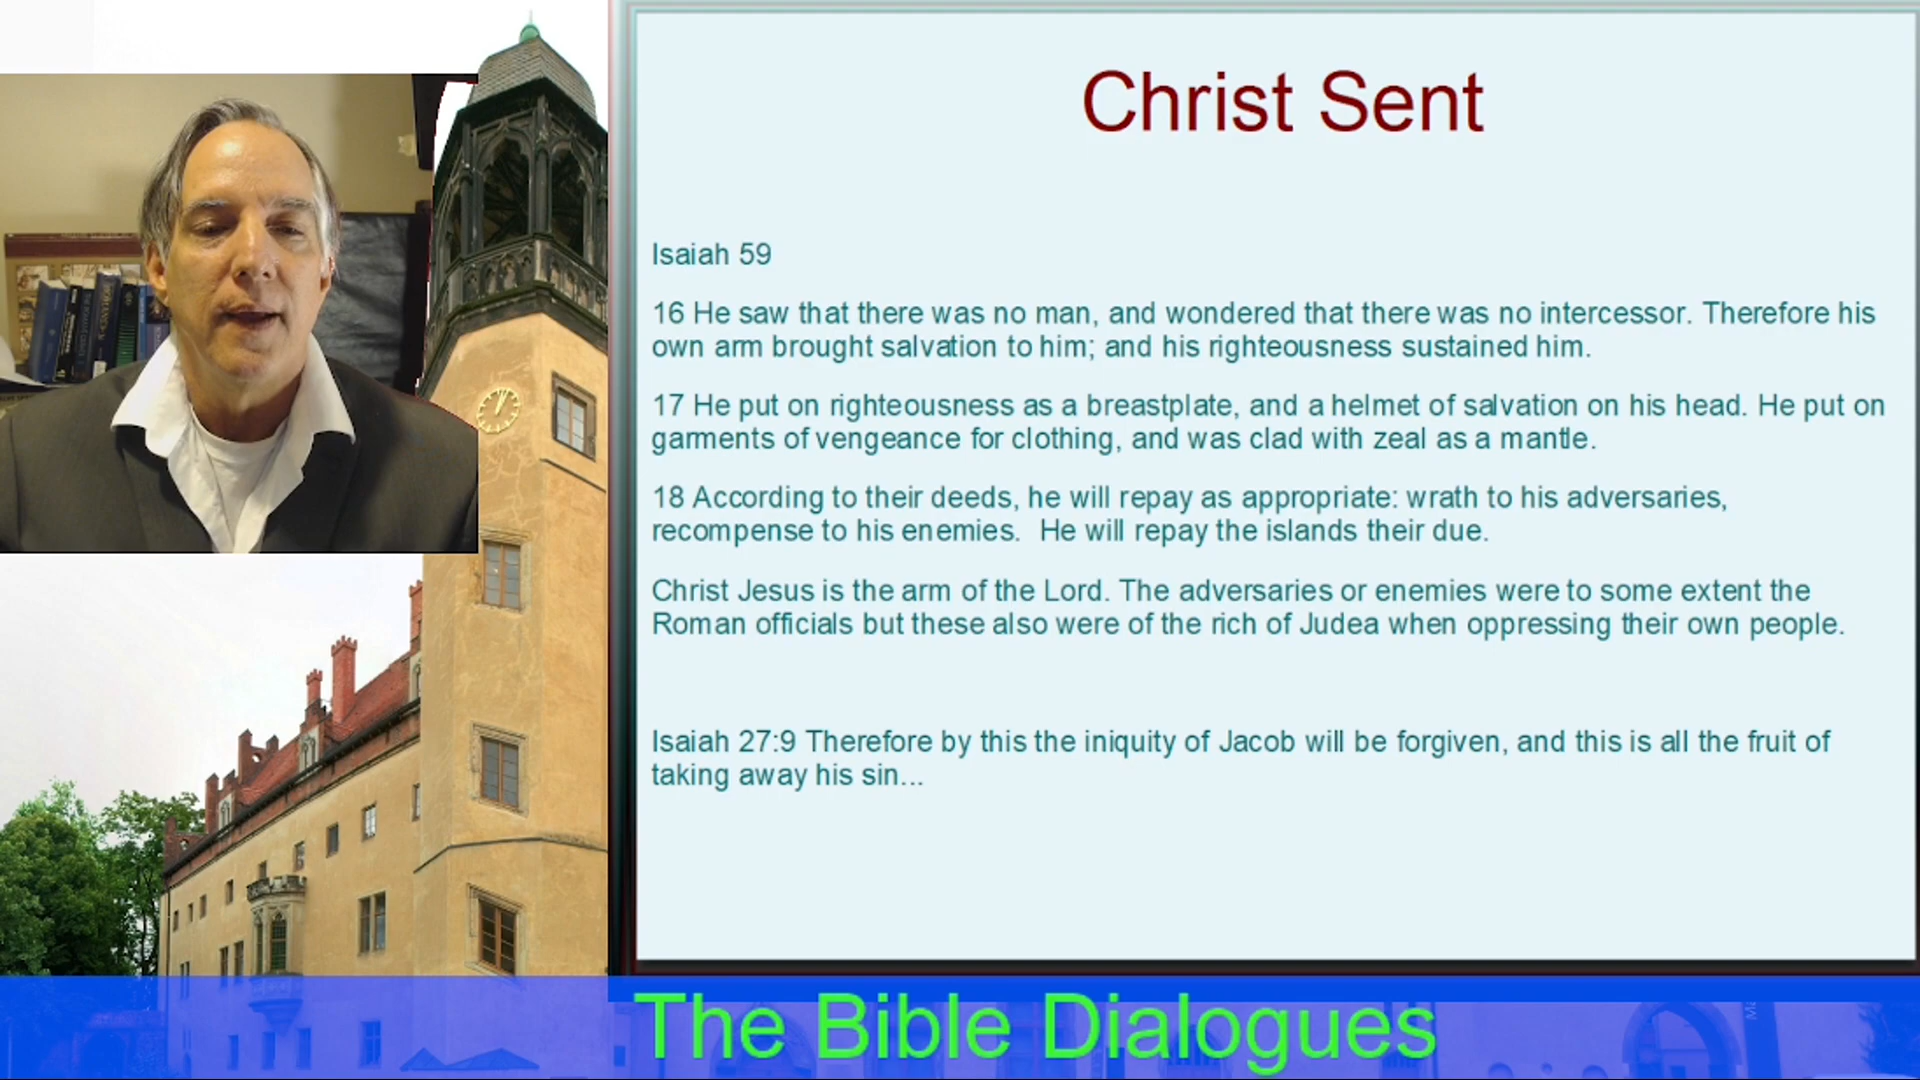 Christ Sent
Isaiah 59
16 He saw that there was no man, and wondered that there was no intercessor. Therefore his
own arm brought salvation to him; and his righteousness sustained him.
17 He put on righteousness as a breastplate, and a helmet of salvation on his head. He put on
garments of vengeance for clothing, and was clad with zeal as a mantle.
18 According to their deeds, he will repay as appropriate: wrath to his adversaries,
recompense to his enemies.  He will repay the islands their due.
Christ Jesus is the arm of the Lord. The adversaries or enemies were to some extent the
Roman officials but these also were of the rich of Judea when oppressing their own people.
Isaiah 27:9 Therefore by this the iniquity of Jacob will be forgiven, and this is all the fruit of
taking away his sin...
The Bible Dialogues